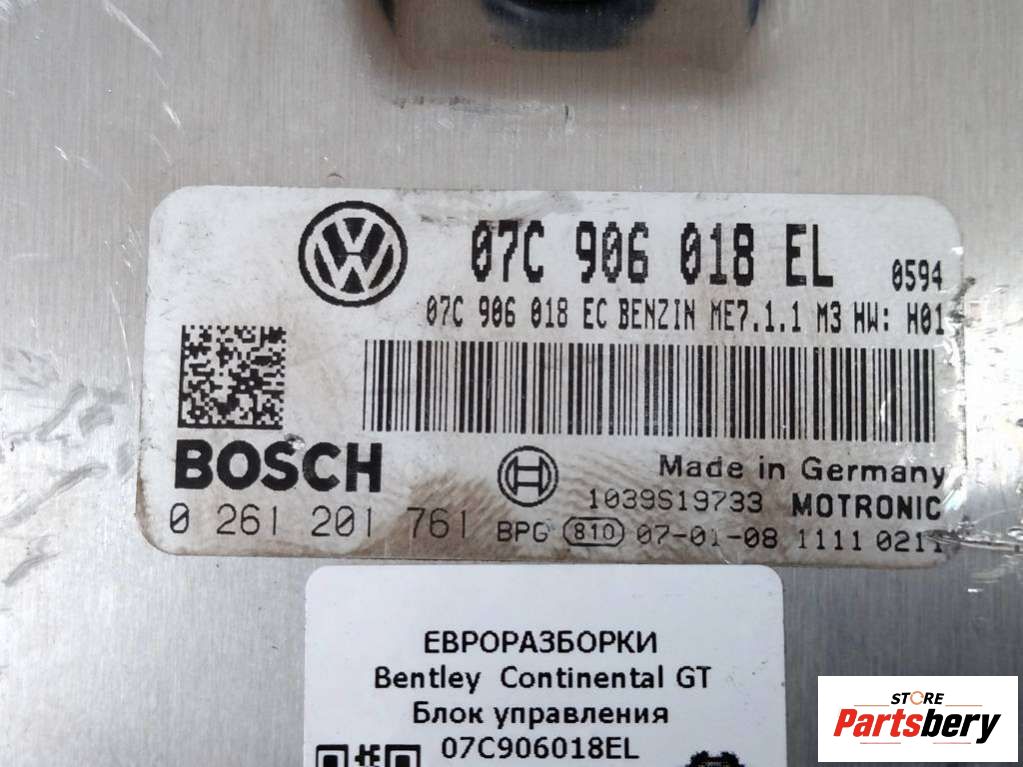 07C 906 018 EL 0594
07C 906 018 EC BENZIN ME7.1.1 M3 HW: H01
BOSCH
Made in Germany
1039S19733 MOTRONIC
0 261 201 761 BPG 810 07-01-08 1111 0211
ЕВРОРАЗБОРКИ
Bentley Continental GT
Блок управления
07C906018EL
STORE
Partsbery